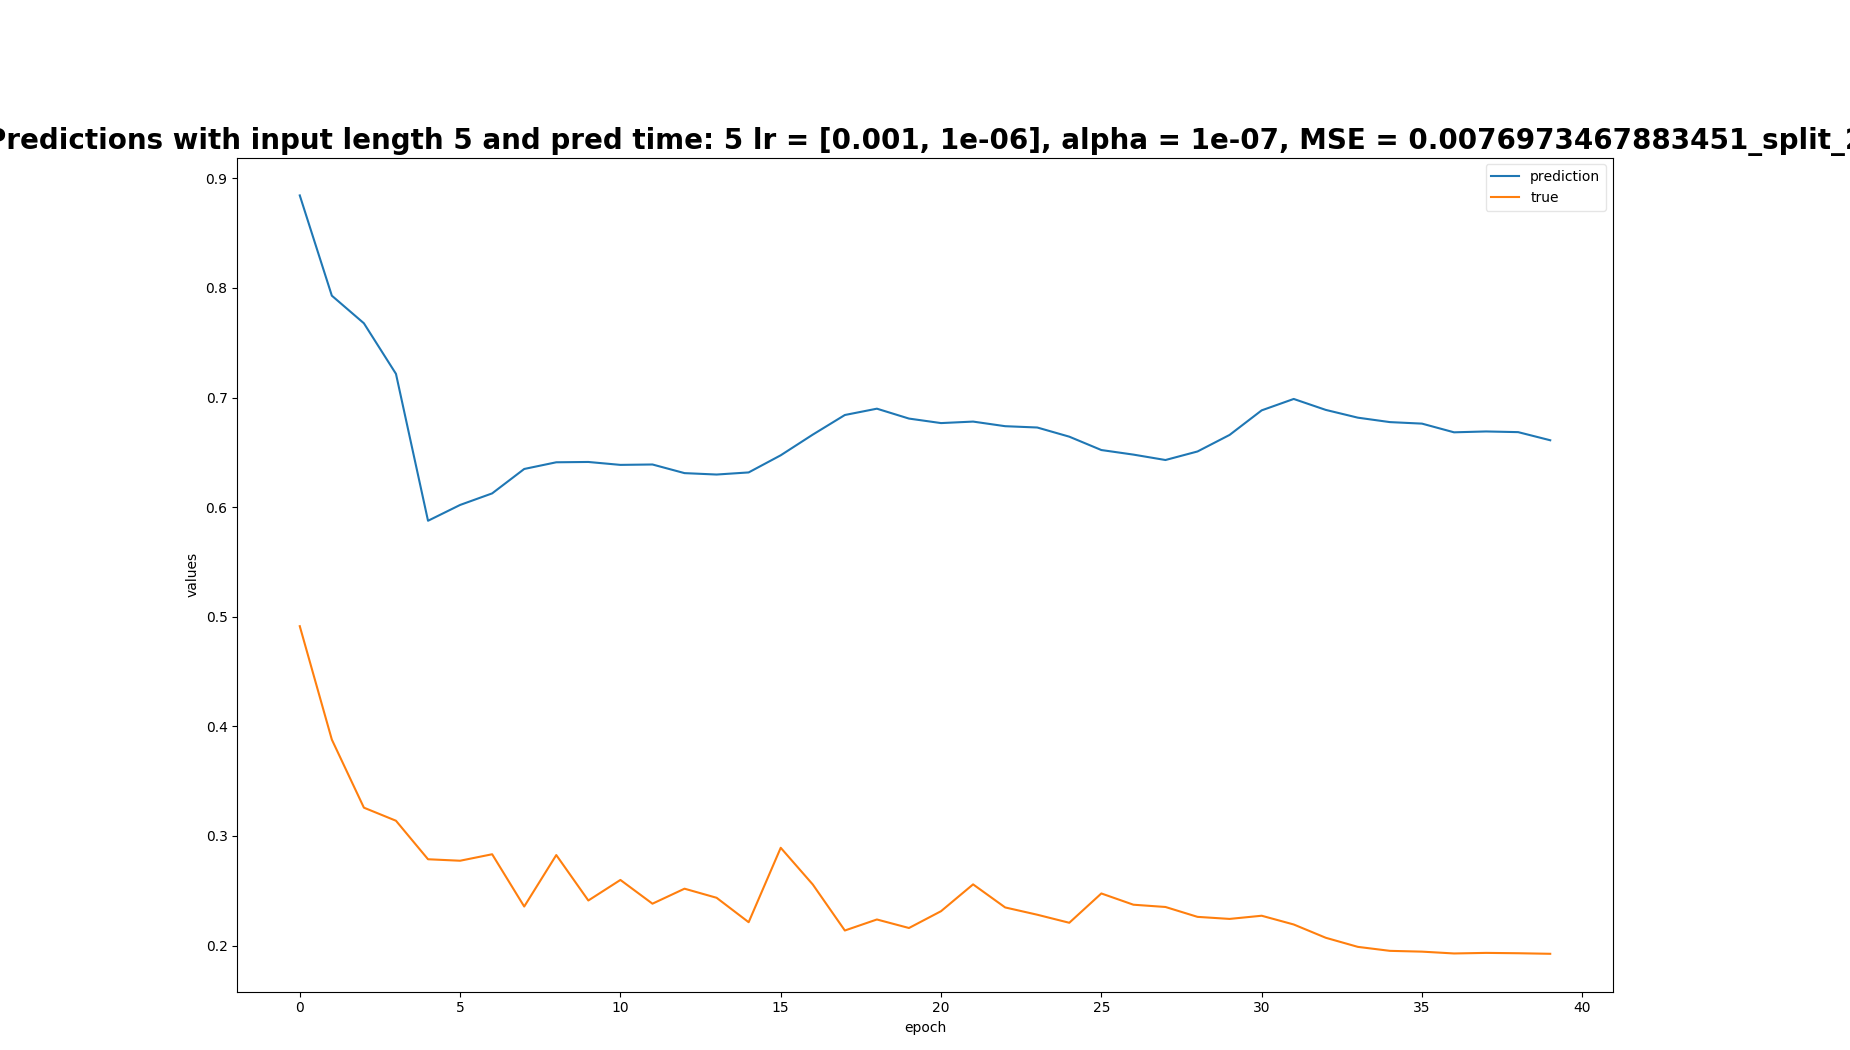 Predictions with input length 5 and pred time: 5 lr = [0.001, 1e-06], alpha = 1e-07, MSE = 0.0076973467883451_split_2
prediction
true
0.9
0.8
0.7
0.6
0.5
0.4
0.3
0.2
values
0 5 10 15 20 25 30 35 40
epoch